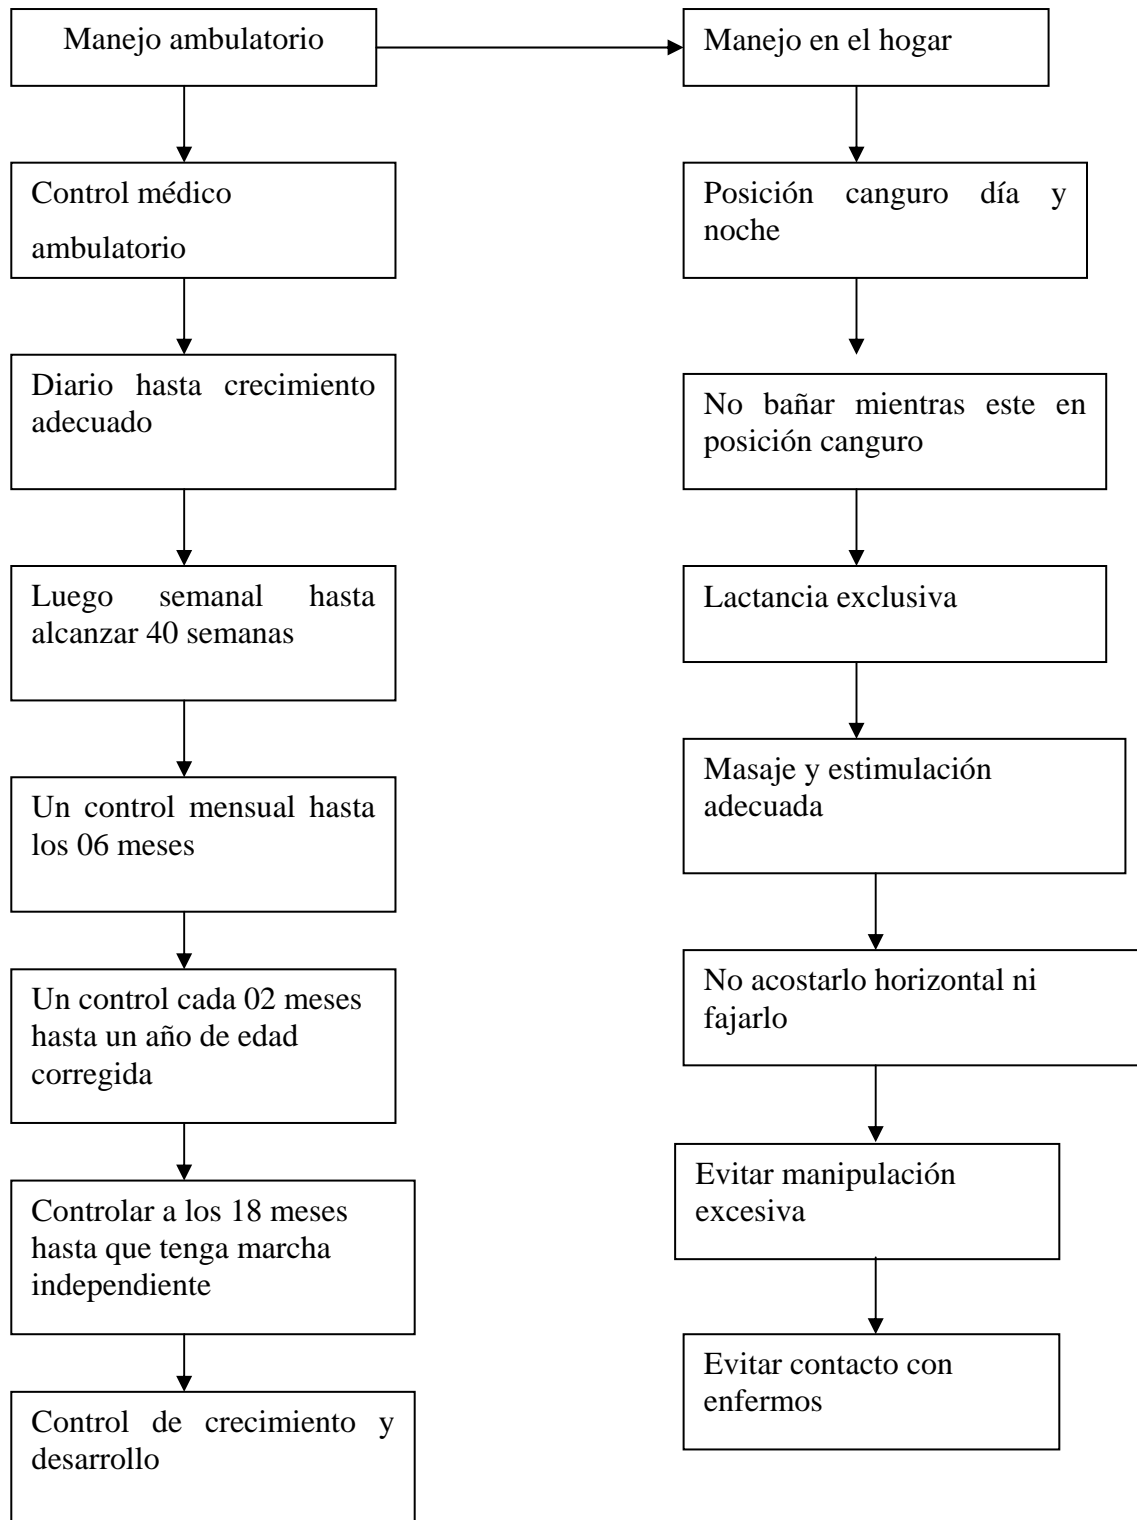 Manejo ambulatorio
Manejo en el hogar
Control médico
ambulatorio
Posición canguro día y
noche
Diario hasta crecimiento
adecuado
No bañar mientras este en
posición canguro
Luego semanal hasta
alcanzar 40 semanas
Lactancia exclusiva
Un control mensual hasta
los 06 meses
Masaje y estimulación
adecuada
Un control cada 02 meses
hasta un año de edad
corregida
No acostarlo horizontal ni
fajarlo
Controlar a los 18 meses
hasta que tenga marcha
independiente
Evitar manipulación
excesiva
Control de crecimiento y
desarrollo
Evitar contacto con
enfermos